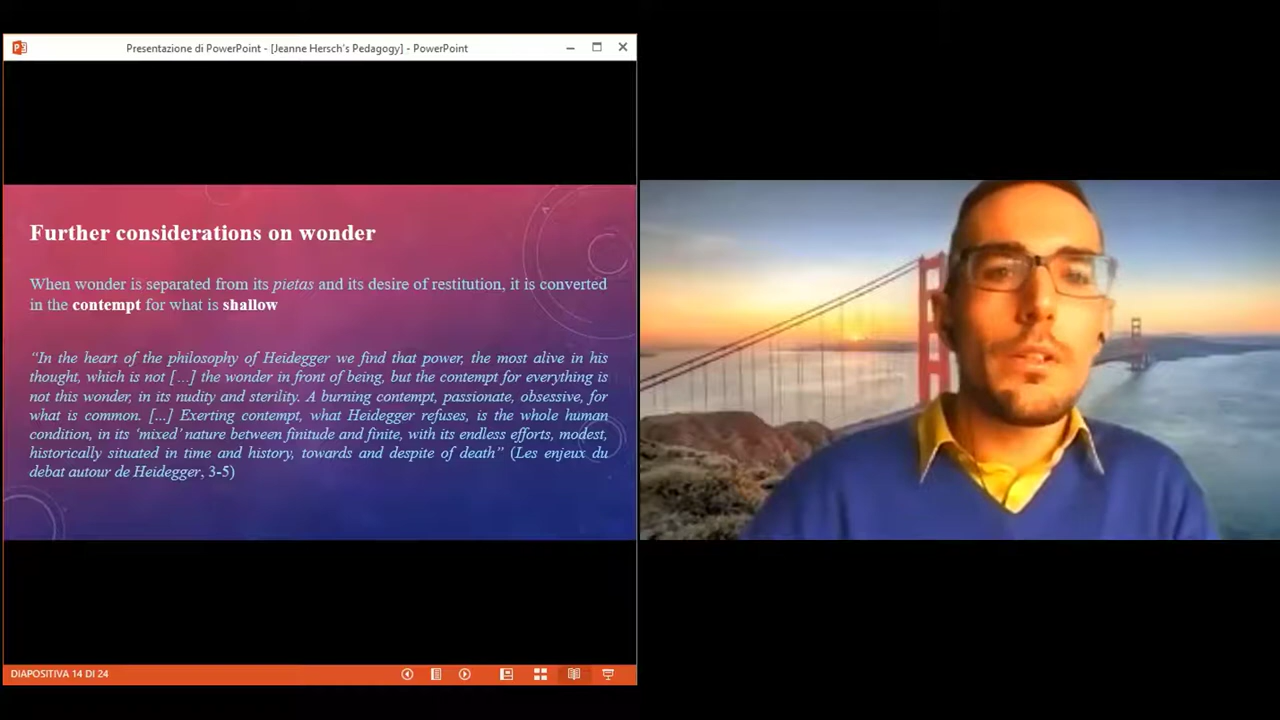 Presentazione di PowerPoint - [Jeanne Hersch's Pedagogy] - PowerPoint
Further considerations on wonder
When wonder is separated from its pietas and its desire of restitution, it is converted
in the contempt for what is shallow
“In the heart of the philosophy of Heidegger we find that power, the most alive in his
thought, which is not […] the wonder in front of being, but the contempt for everything is
not this wonder, in its nudity and sterility. A burning contempt, passionate, obsessive, for
what is common. […] Exerting contempt, what Heidegger refuses, is the whole human
condition, in its ‘mixed’ nature between finitude and finite, with its endless efforts, modest,
historically situated in time and history, towards and despite of death” (Les enjeux du
debat autour de Heidegger, 3-5)
DIAPOSITIVA 14 DI 24